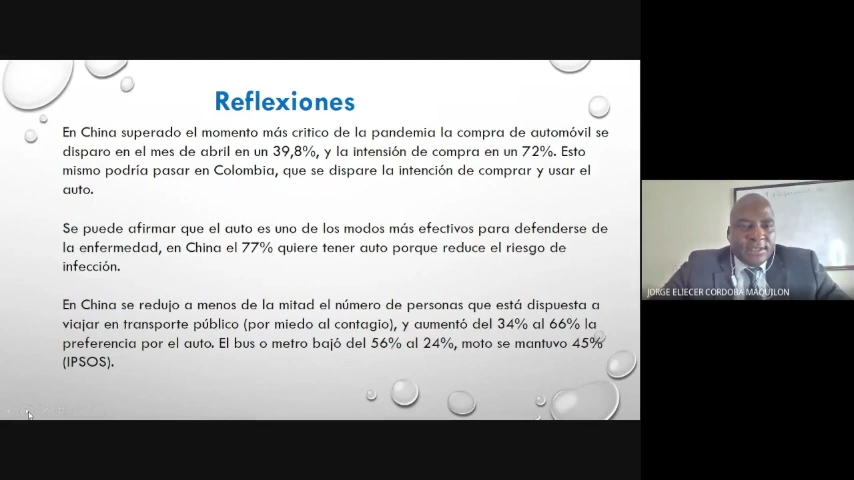 Reflexiones
En China superado el momento más critico de la pandemia la compra de automóvil se
disparo en el mes de abril en un 39,8%, y la intensión de compra en un 72%. Esto
mismo podría pasar en Colombia, que se dispare la intención de comprar y usar el
auto.
Se puede afirmar que el auto es uno de los modos más efectivos para defenderse de
la enfermedad, en China el 77% quiere tener auto porque reduce el riesgo de
infección.
En China se redujo a menos de la mitad el número de personas que está dispuesta a
viajar en transporte público (por miedo al contagio), y aumentó del 34% al 66% la
preferencia por el auto. El bus o metro bajó del 56% al 24%, moto se mantuvo 45%
(IPSOS).
JORGE ELIECER CORDOBA MAQUILON